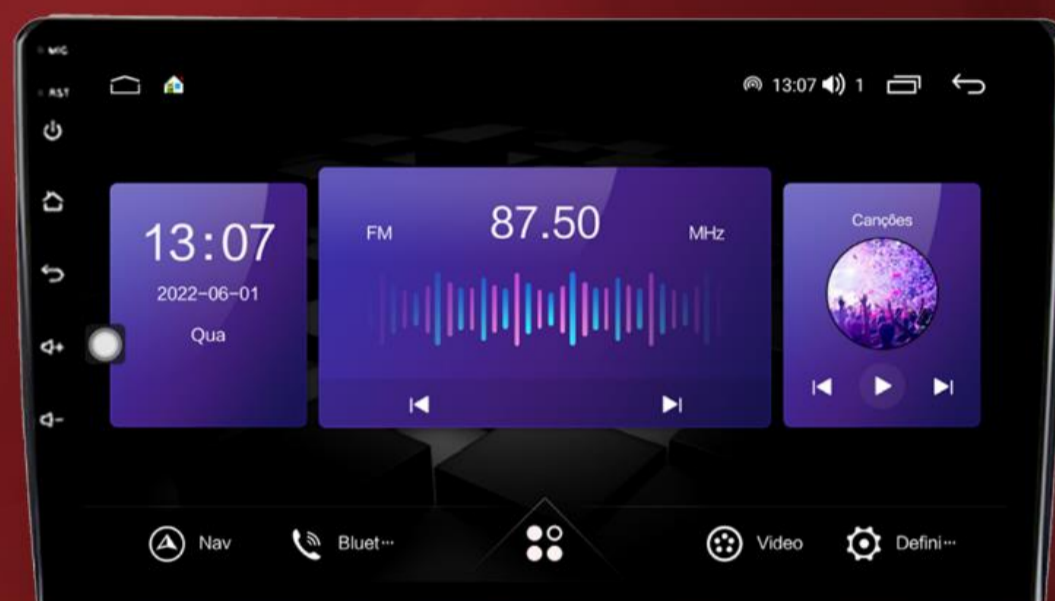 MIC
RST
13:07 1
13:07
2022-06-01
Qua
FM 87.50 MHz
Canções
Nav Bluet··· Video Defini···